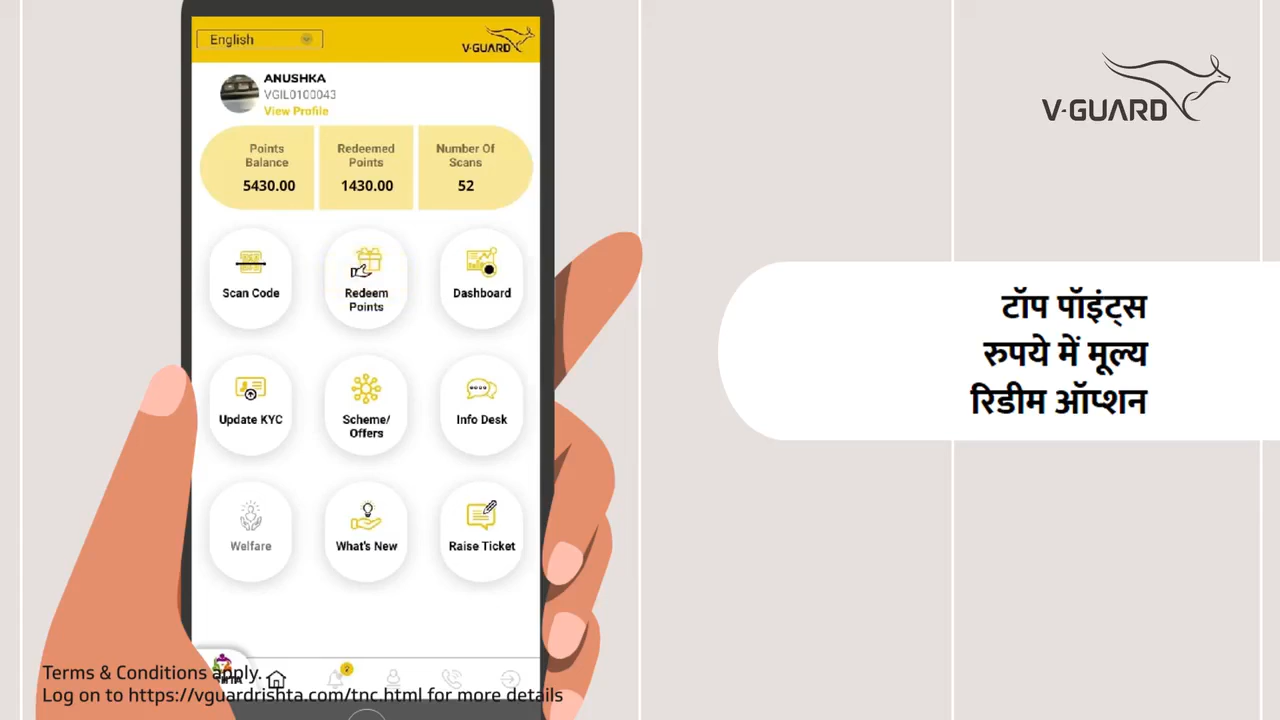 English
V-GUARD
ANUSHKA
VGIL0100043
View Profile
Points
Balance
5430.00
Redeemed
Points
1430.00
Number Of
Scans
52
Scan Code
Redeem
Points
Dashboard
Update KYC
Scheme/
Offers
Info Desk
Welfare
What's New
Raise Ticket
2
Terms & Conditions apply.
Log on to https://vguardrishta.com/tnc.html for more details
V-GUARD
टॉप पॉइंट्स
रुपये में मूल्य
रिडीम ऑप्शन